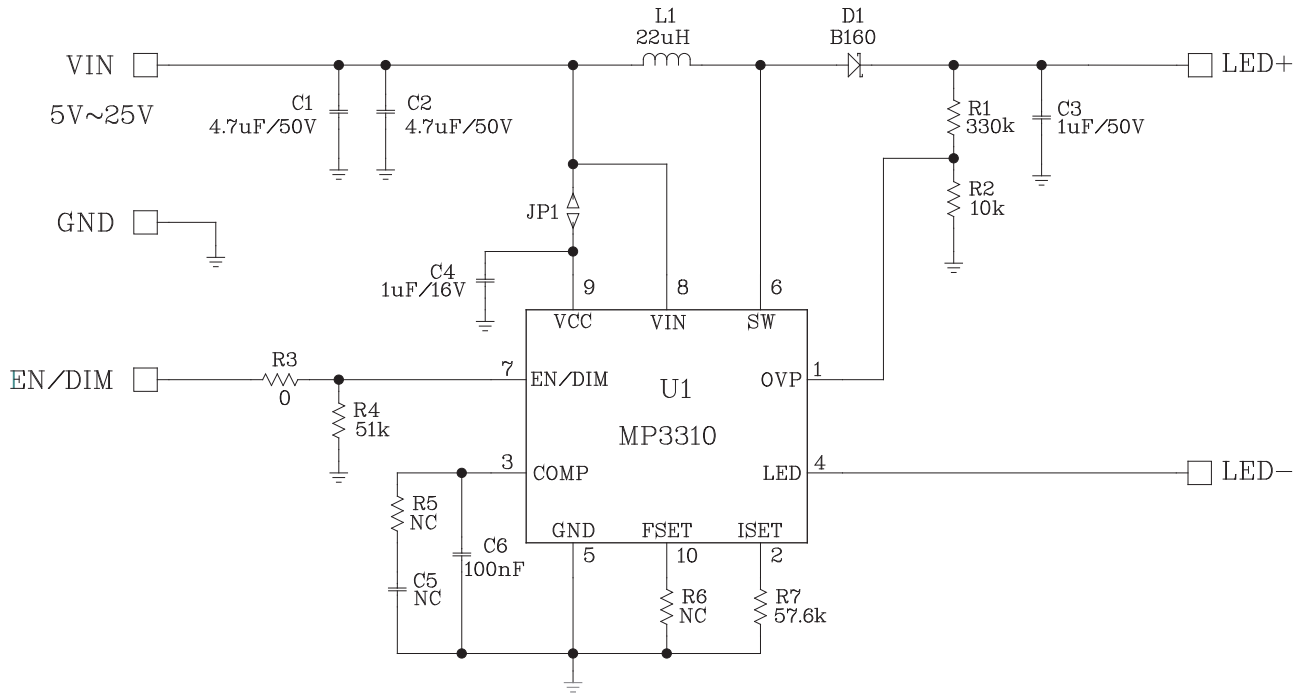 L1
22uH
D1
B160
VIN
LED+
5V~25V
C1
4.7uF/50V
C2
4.7uF/50V
R1
330k
C3
1uF/50V
R2
10k
JP1
GND
C4
1uF/16V
9
8
6
VCC
VIN
SW
EN/DIM
R3
0
7
EN/DIM
U1
OVP
1
R4
51k
MP3310
3
COMP
LED
4
LED-
R5
NC
GND
FSET
ISET
5
10
2
C6
100nF
C5
NC
R6
NC
R7
57.6k